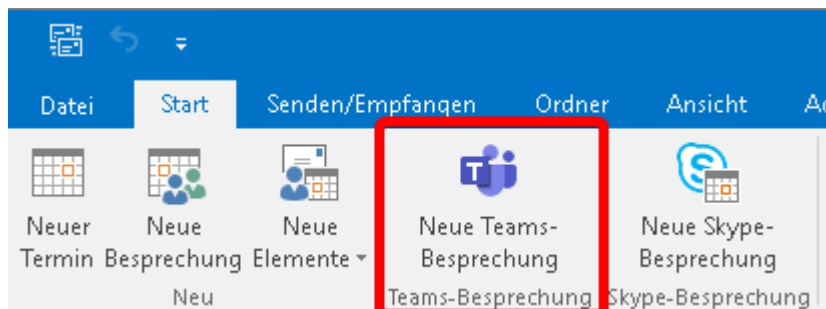 Datei Start Senden/Empfangen Ordner Ansicht
Neuer Neue Neue Neue Teams- Neue Skype-
Termin Besprechung Elemente Besprechung Besprechung
Neu Teams-Besprechung Skype-Besprechung